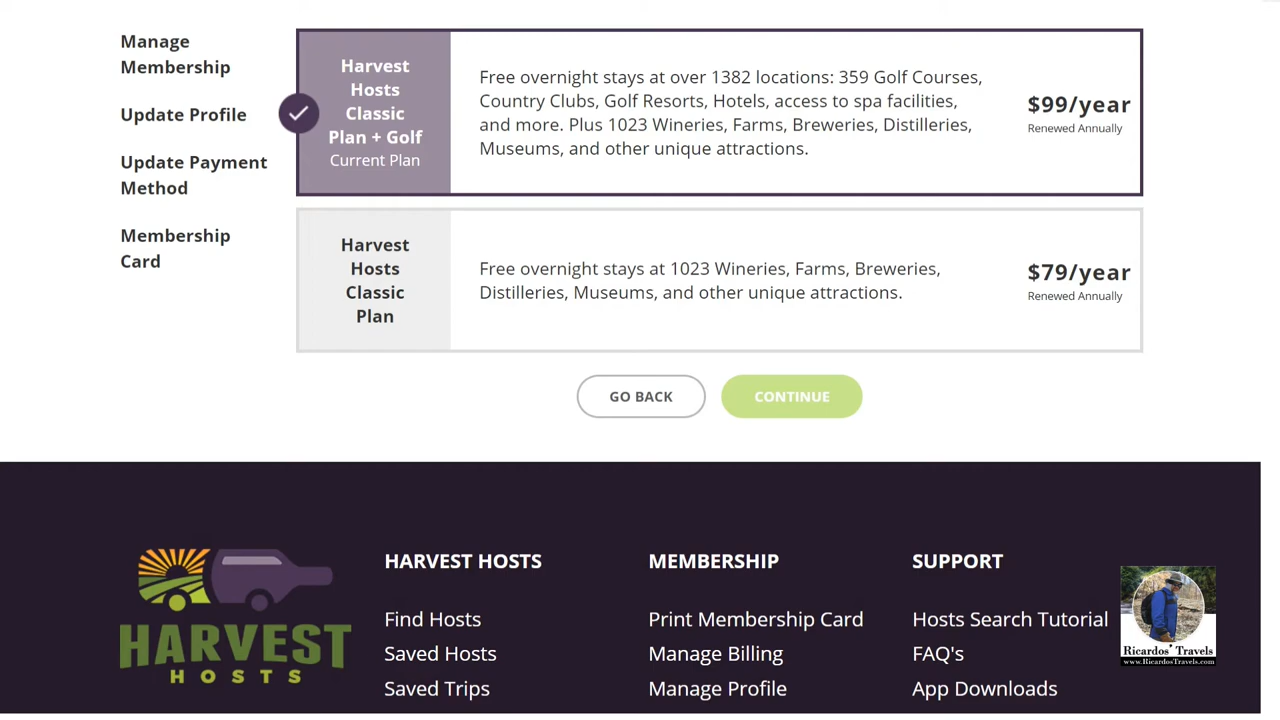 Manage
Membership
Update Profile
Update Payment
Method
Membership
Card
Harvest
Hosts
Classic
Plan + Golf
Current Plan
Free overnight stays at over 1382 locations: 359 Golf Courses,
Country Clubs, Golf Resorts, Hotels, access to spa facilities,
and more. Plus 1023 Wineries, Farms, Breweries, Distilleries,
Museums, and other unique attractions.
$99/year
Renewed Annually
Harvest
Hosts
Classic
Plan
Free overnight stays at 1023 Wineries, Farms, Breweries,
Distilleries, Museums, and other unique attractions.
$79/year
Renewed Annually
GO BACK
CONTINUE
HARVEST
HOSTS
HARVEST HOSTS
Find Hosts
Saved Hosts
Saved Trips
MEMBERSHIP
Print Membership Card
Manage Billing
Manage Profile
SUPPORT
Hosts Search Tutorial
FAQ's
App Downloads
Ricardos' Travels
www.RicardosTravels.com